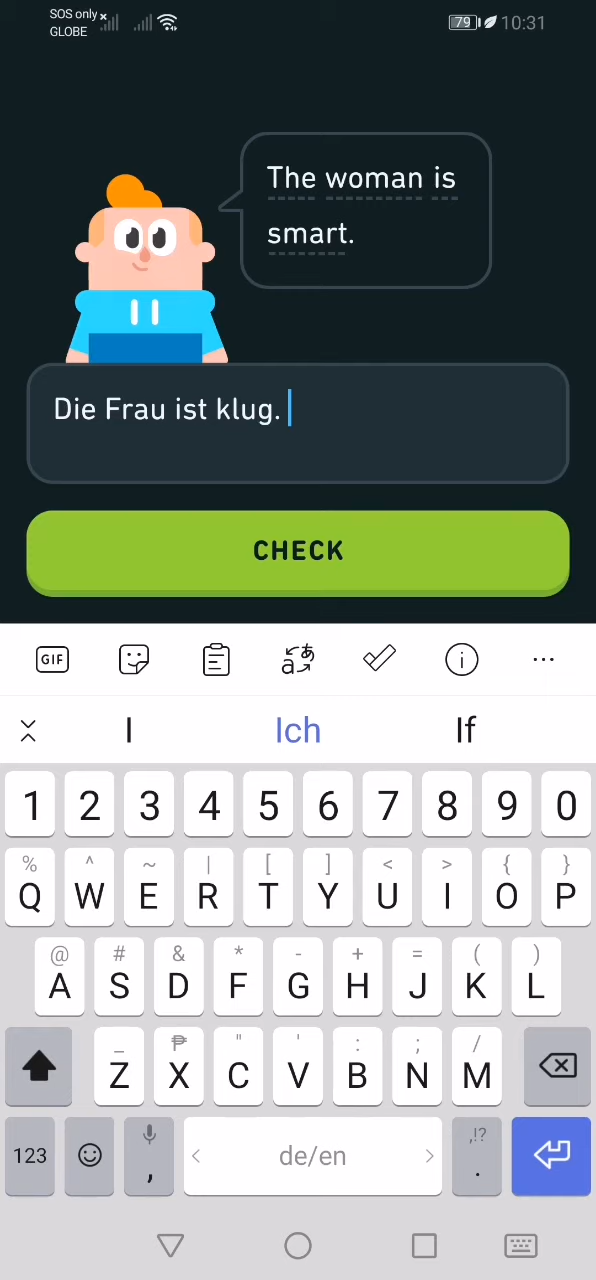 SOS only
GLOBE
79 10:31
The woman is
smart.
Die Frau ist klug.
CHECK
GIF
I Ich If
1 2 3 4 5 6 7 8 9 0
% ^ ~ | [ ] < > { }
Q W E R T Y U I O P
@ # & * - + = ( )
A S D F G H J K L
_ ₱ " ' : ; /
Z X C V B N M
,!?
123 , de/en .